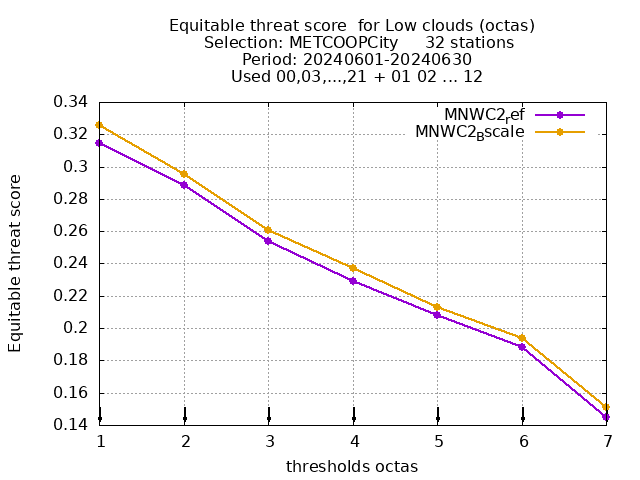 Equitable threat score  for Low clouds (octas)
Selection: METCOOPCity     32 stations
Period: 20240601-20240630
Used 00,03,...,21 + 01 02 ... 12
MNWC2ref
MNWC2Bscale
Equitable threat score
0.34
0.32
0.3
0.28
0.26
0.24
0.22
0.2
0.18
0.16
0.14
1 2 3 4 5 6 7
thresholds octas